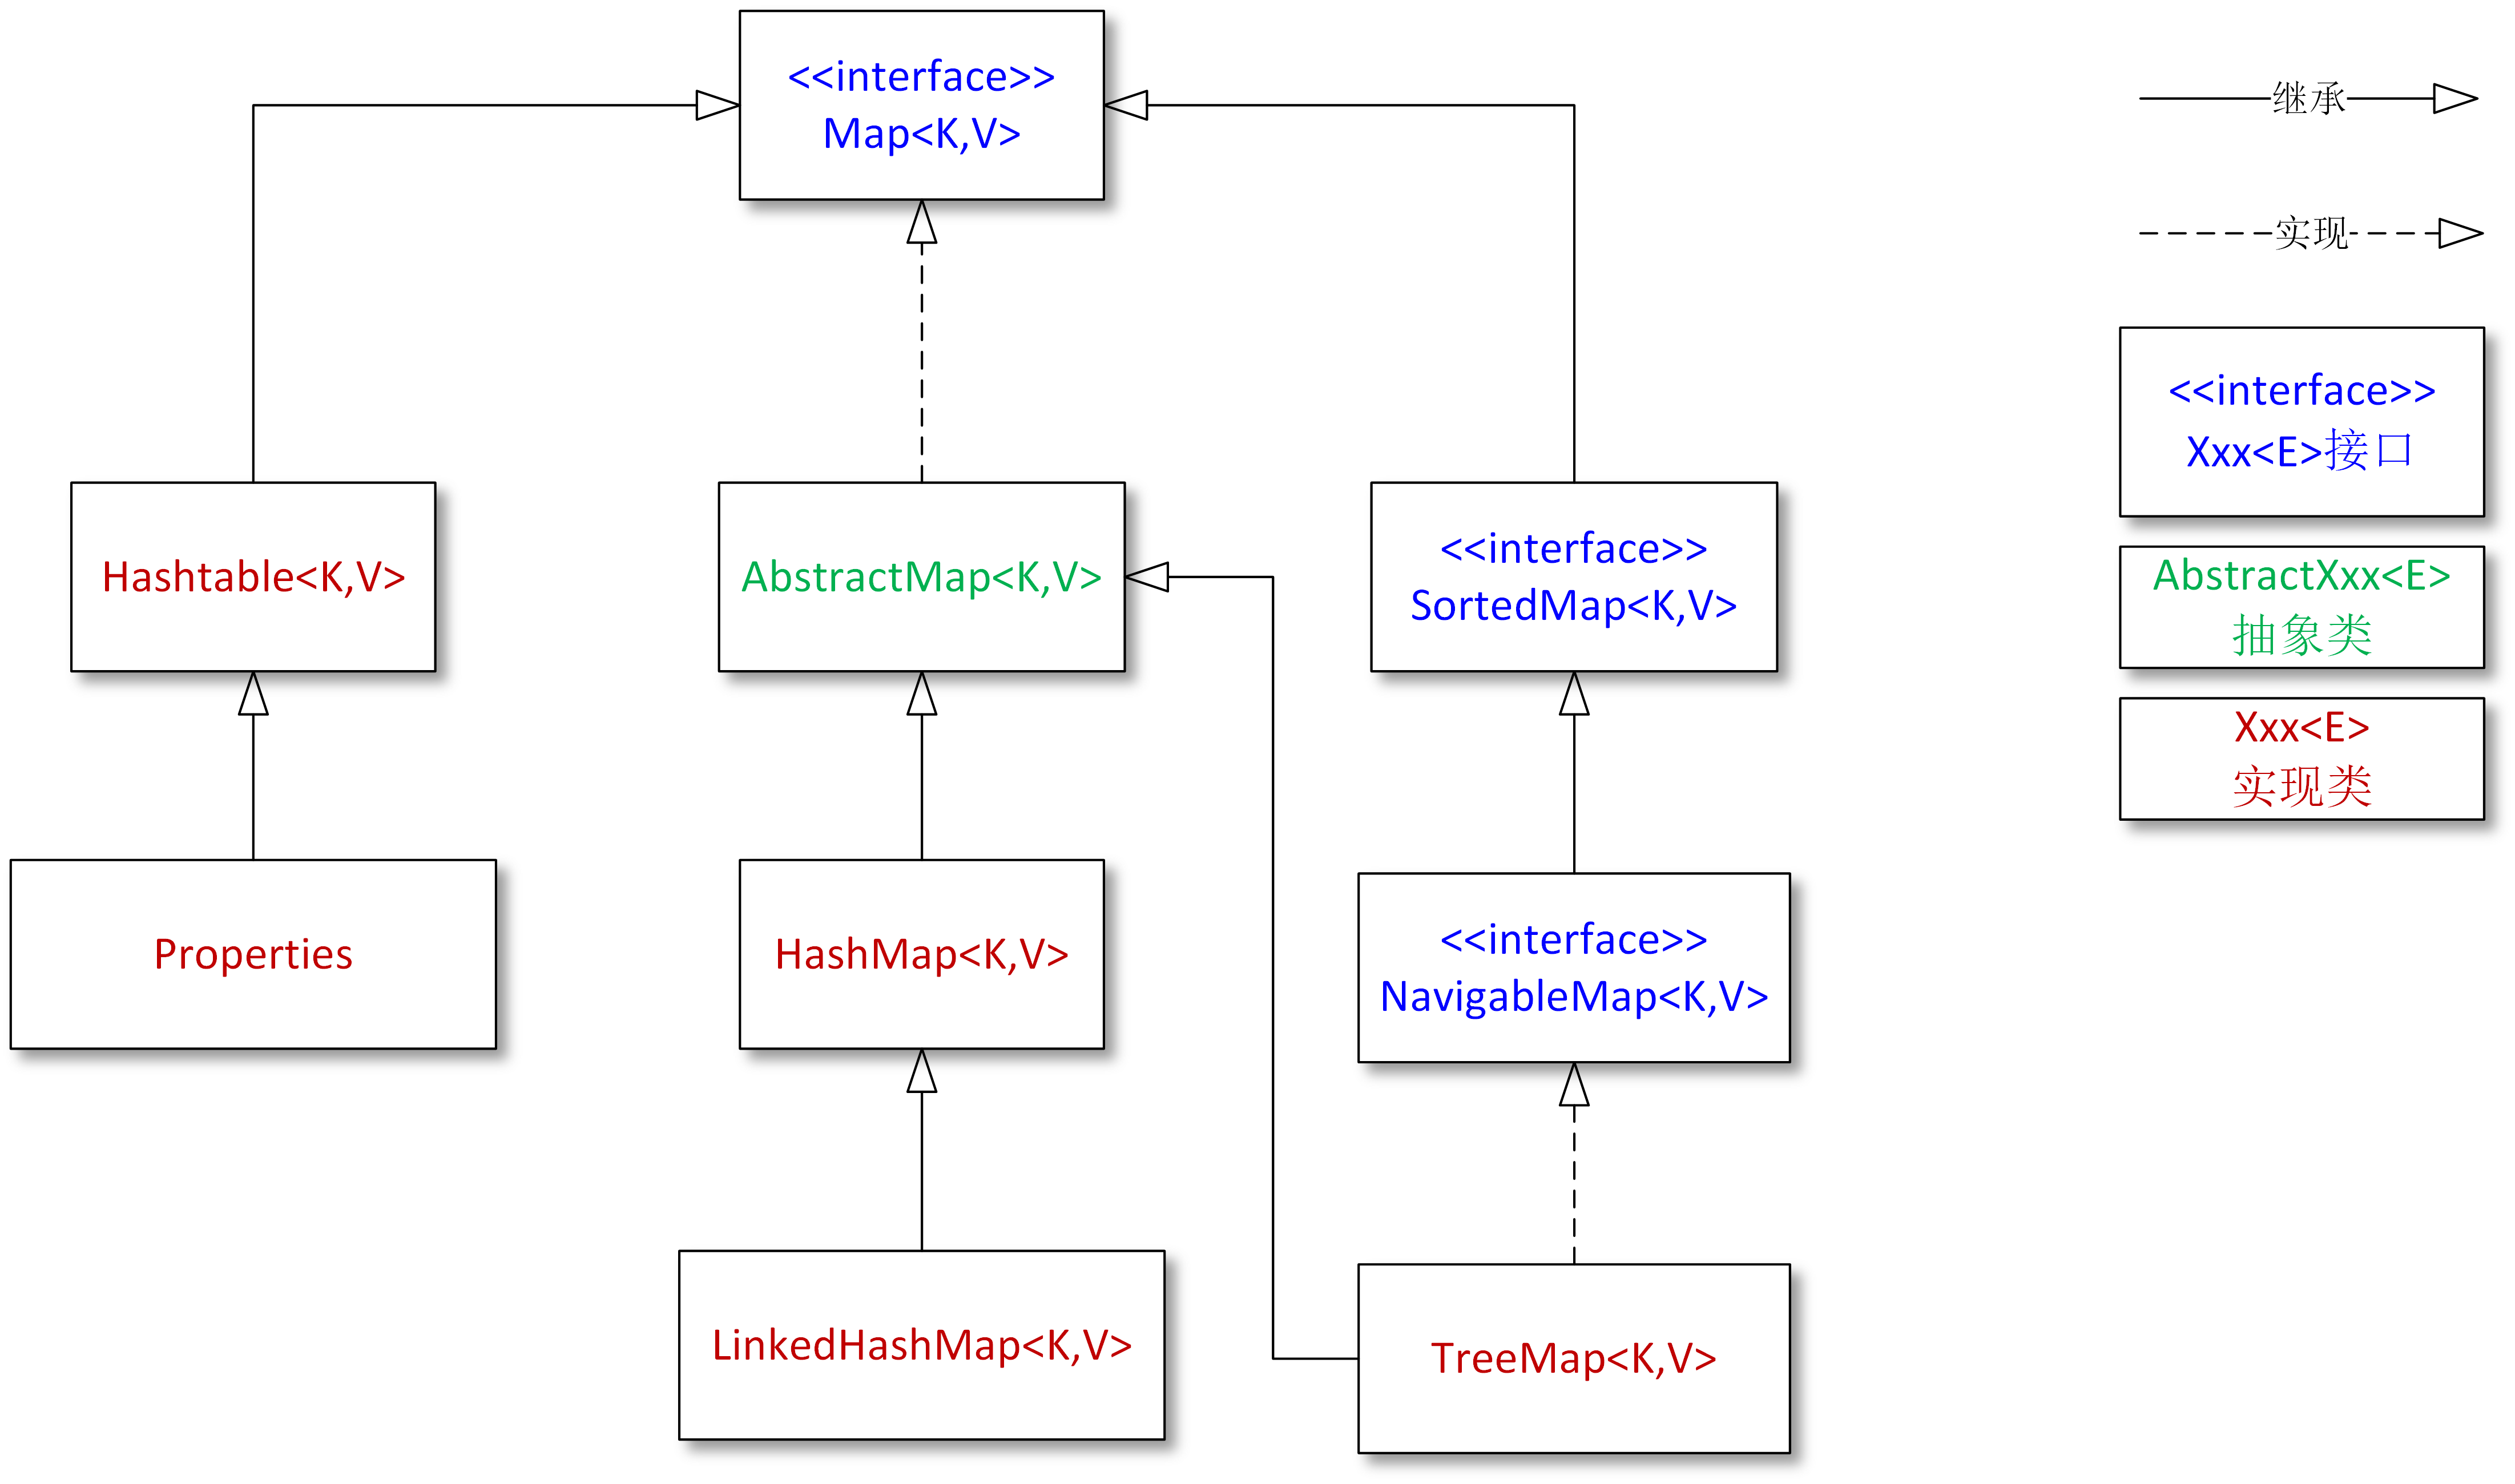 <<interface>>
Map<K,V>
继承
实现
<<interface>>
Xxx<E>接口
Hashtable<K,V>
AbstractMap<K,V>
<<interface>>
SortedMap<K,V>
AbstractXxx<E>
抽象类
Xxx<E>
实现类
Properties
HashMap<K,V>
<<interface>>
NavigableMap<K,V>
LinkedHashMap<K,V>
TreeMap<K,V>